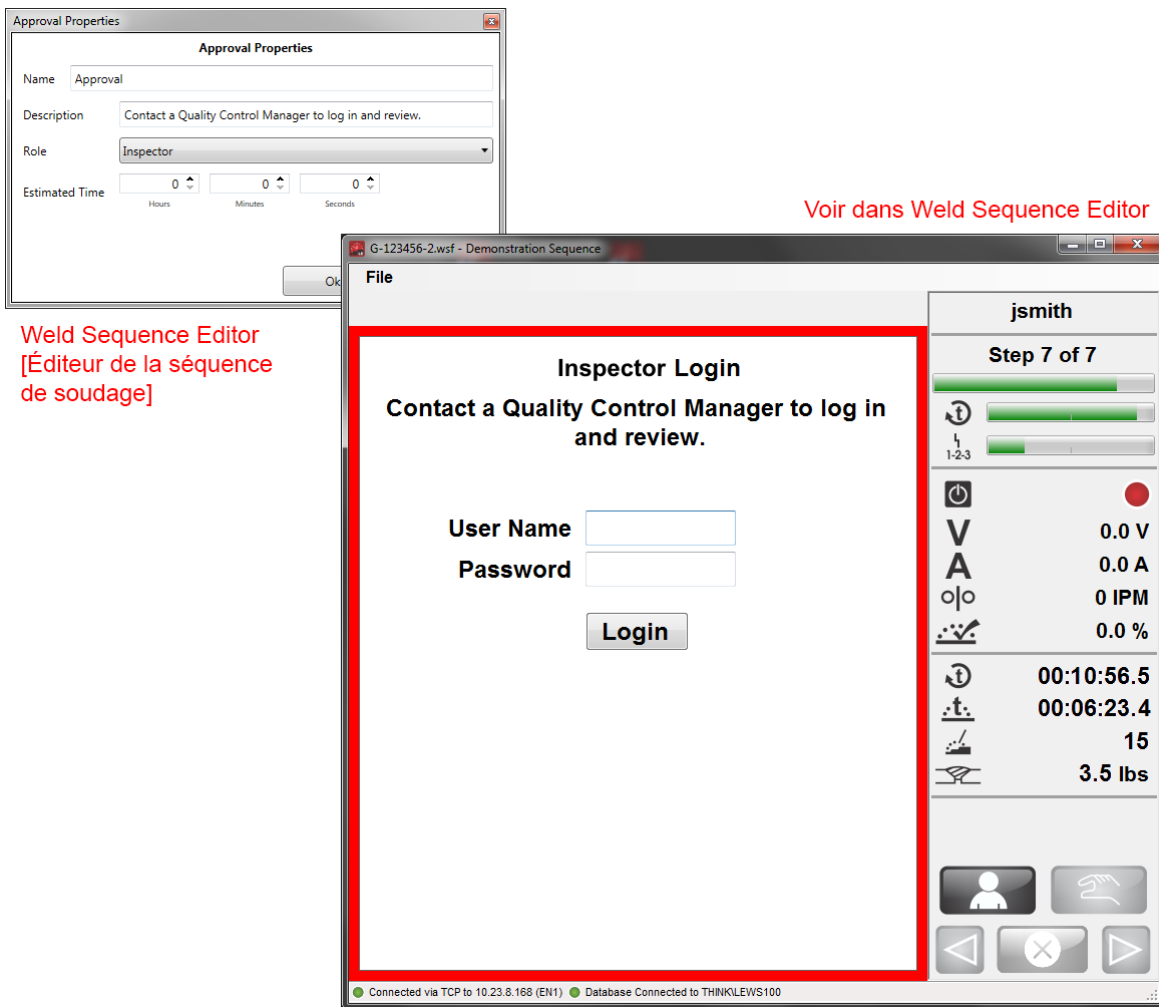 Approval Properties
Approval Properties
Name Approval
Description Contact a Quality Control Manager to log in and review.
Role Inspector
Estimated Time 0 0 0
Hours Minutes Seconds
Ok
Weld Sequence Editor
[Éditeur de la séquence
de soudage]
Voir dans Weld Sequence Editor
G-123456-2.wsf - Demonstration Sequence
File
Inspector Login
Contact a Quality Control Manager to log in
and review.
User Name
Password
Login
jsmith
Step 7 of 7
t
1-2-3
V 0.0 V
A 0.0 A
0 IPM
0.0 %
t 00:10:56.5
.t. 00:06:23.4
15
3.5 lbs
Connected via TCP to 10.23.8.168 (EN1) Database Connected to THINK\LEWS100